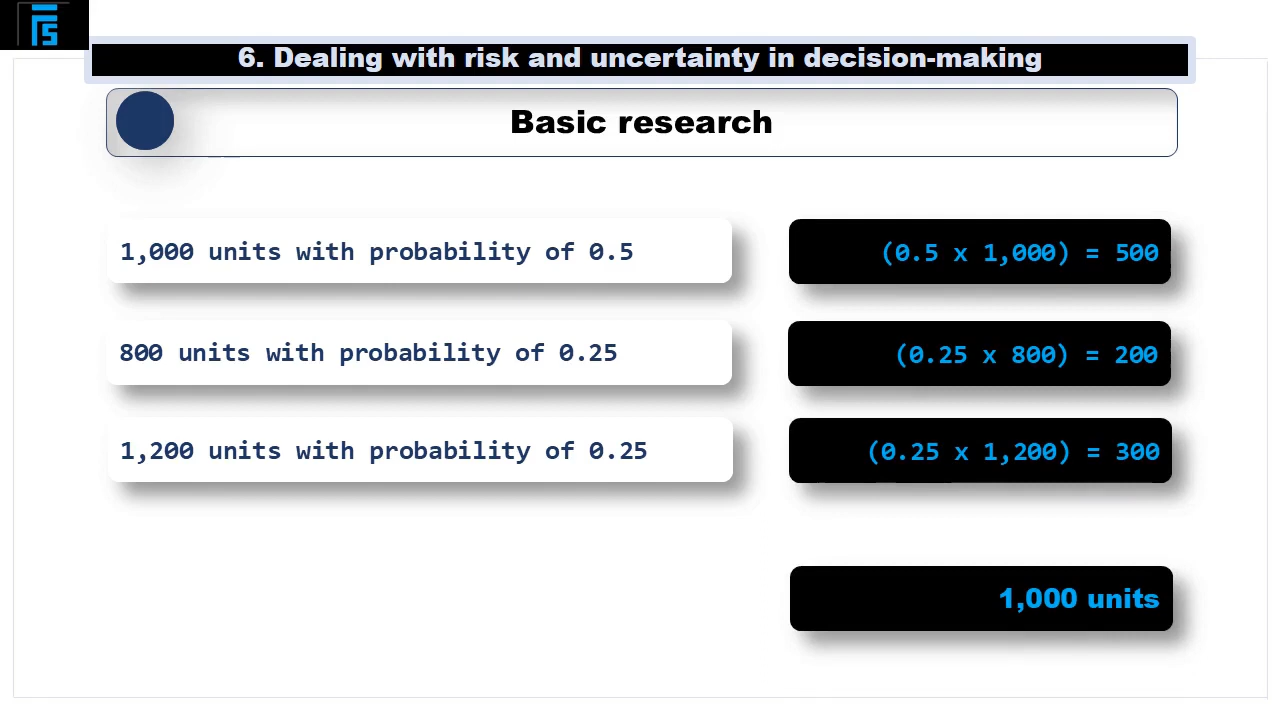 6. Dealing with risk and uncertainty in decision-making
Basic research
1,000 units with probability of 0.5
(0.5 x 1,000) = 500
800 units with probability of 0.25
(0.25 x 800) = 200
1,200 units with probability of 0.25
(0.25 x 1,200) = 300
1,000 units